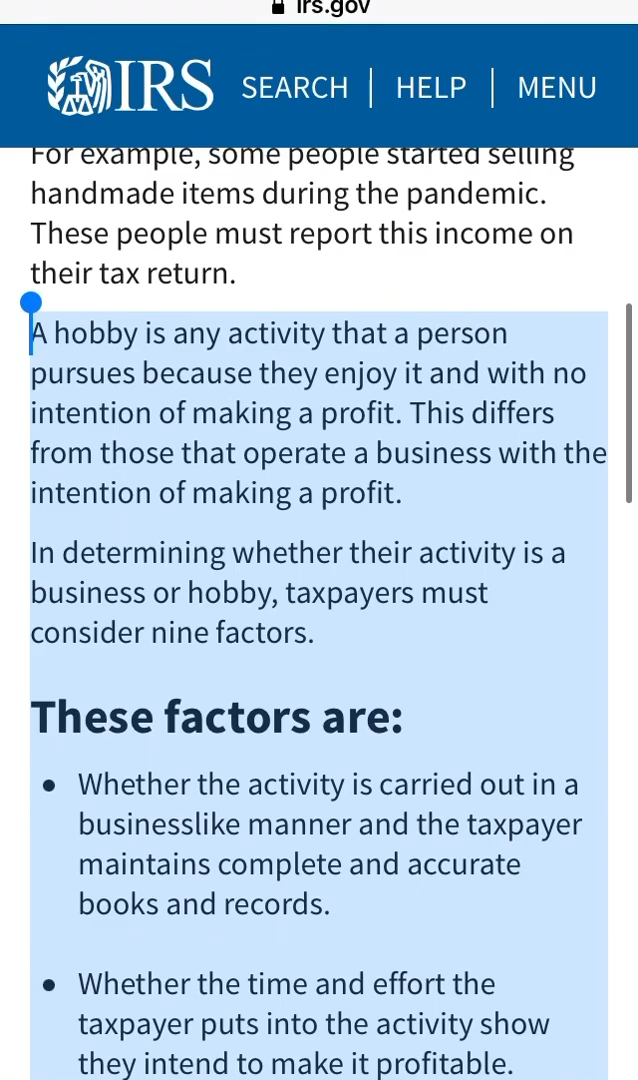 irs.gov
IRS SEARCH | HELP | MENU
For example, some people started selling
handmade items during the pandemic.
These people must report this income on
their tax return.
A hobby is any activity that a person
pursues because they enjoy it and with no
intention of making a profit. This differs
from those that operate a business with the
intention of making a profit.
In determining whether their activity is a
business or hobby, taxpayers must
consider nine factors.
These factors are:
• Whether the activity is carried out in a
businesslike manner and the taxpayer
maintains complete and accurate
books and records.
• Whether the time and effort the
taxpayer puts into the activity show
they intend to make it profitable.